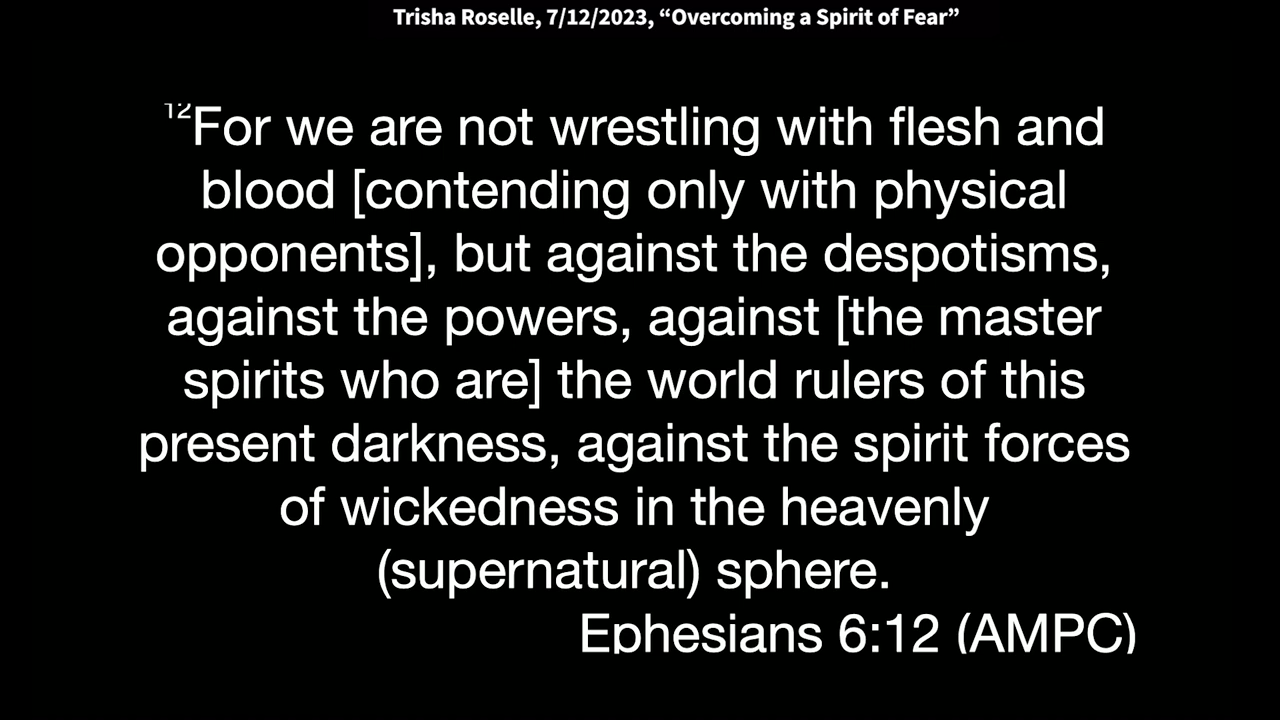 Trisha Roselle, 7/12/2023, “Overcoming a Spirit of Fear”
12For we are not wrestling with flesh and
blood [contending only with physical
opponents], but against the despotisms,
against the powers, against [the master
spirits who are] the world rulers of this
present darkness, against the spirit forces
of wickedness in the heavenly
(supernatural) sphere.
Ephesians 6:12 (AMPC)